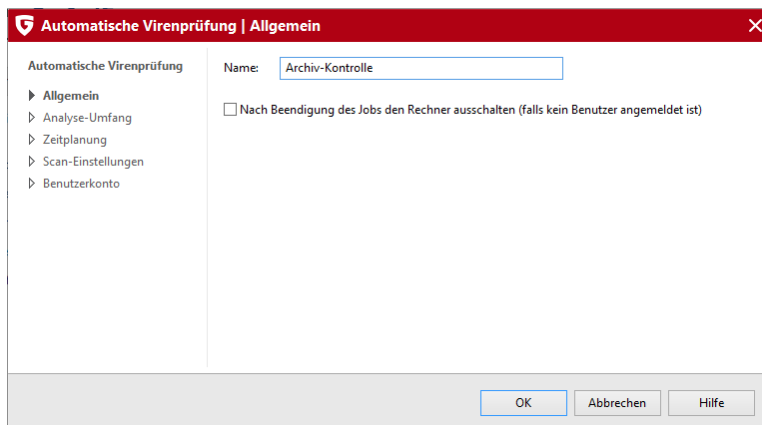 Automatische Virenprüfung | Allgemein
Automatische Virenprüfung
Allgemein
Analyse-Umfang
Zeitplanung
Scan-Einstellungen
Benutzerkonto
Name: Archiv-Kontrolle
Nach Beendigung des Jobs den Rechner ausschalten (falls kein Benutzer angemeldet ist)
OK Abbrechen Hilfe